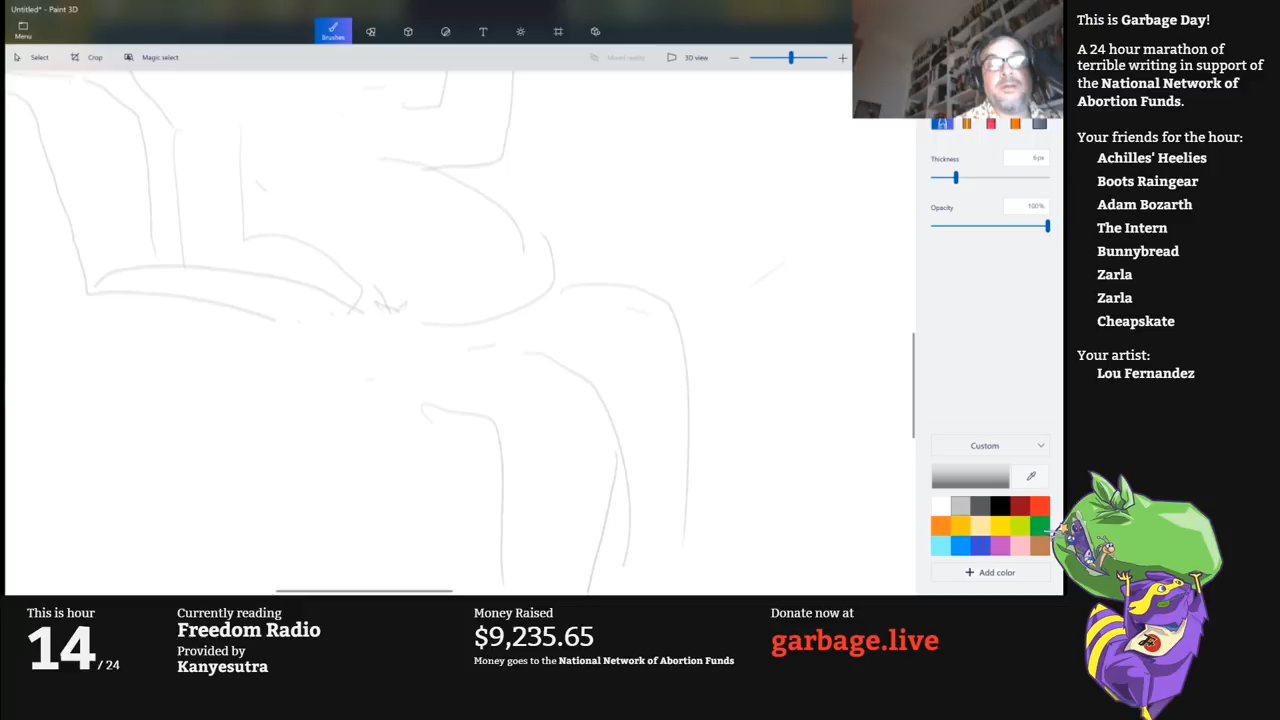 Untitled* - Paint 3D
Menu
Brushes
Select
Crop
Magic select
Mixed reality
3D view
Thickness
6px
Opacity
100%
Custom
Add color
This is Garbage Day!
A 24 hour marathon of
terrible writing in support of
the National Network of
Abortion Funds.
Your friends for the hour:
Achilles' Heelies
Boots Raingear
Adam Bozarth
The Intern
Bunnybread
Zarla
Zarla
Cheapskate
Your artist:
Lou Fernandez
This is hour
14 / 24
Currently reading
Freedom Radio
Provided by
Kanyesutra
Money Raised
$9,235.65
Money goes to the National Network of Abortion Funds
Donate now at
garbage.live